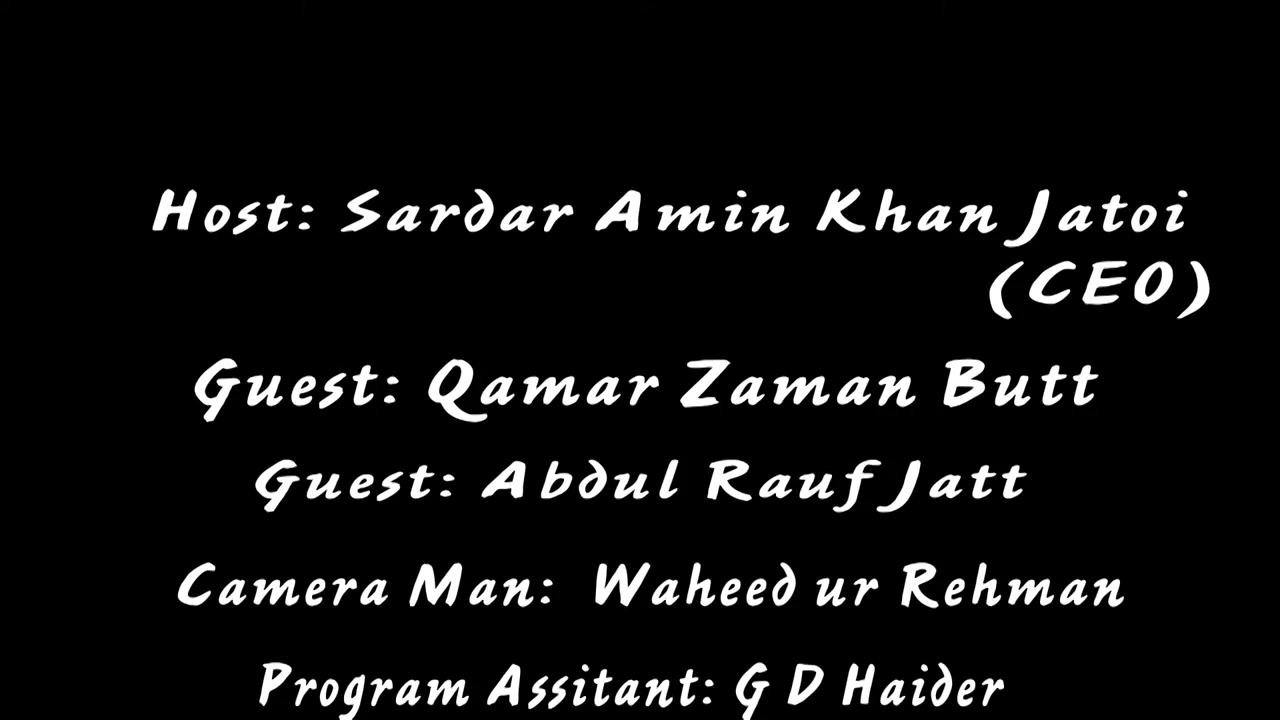 Host: Sardar Amin Khan Jatoi
(CEO)
Guest: Qamar Zaman Butt
Guest: Abdul Rauf Jatt
Camera Man: Waheed ur Rehman
Program Assitant: G D Haider